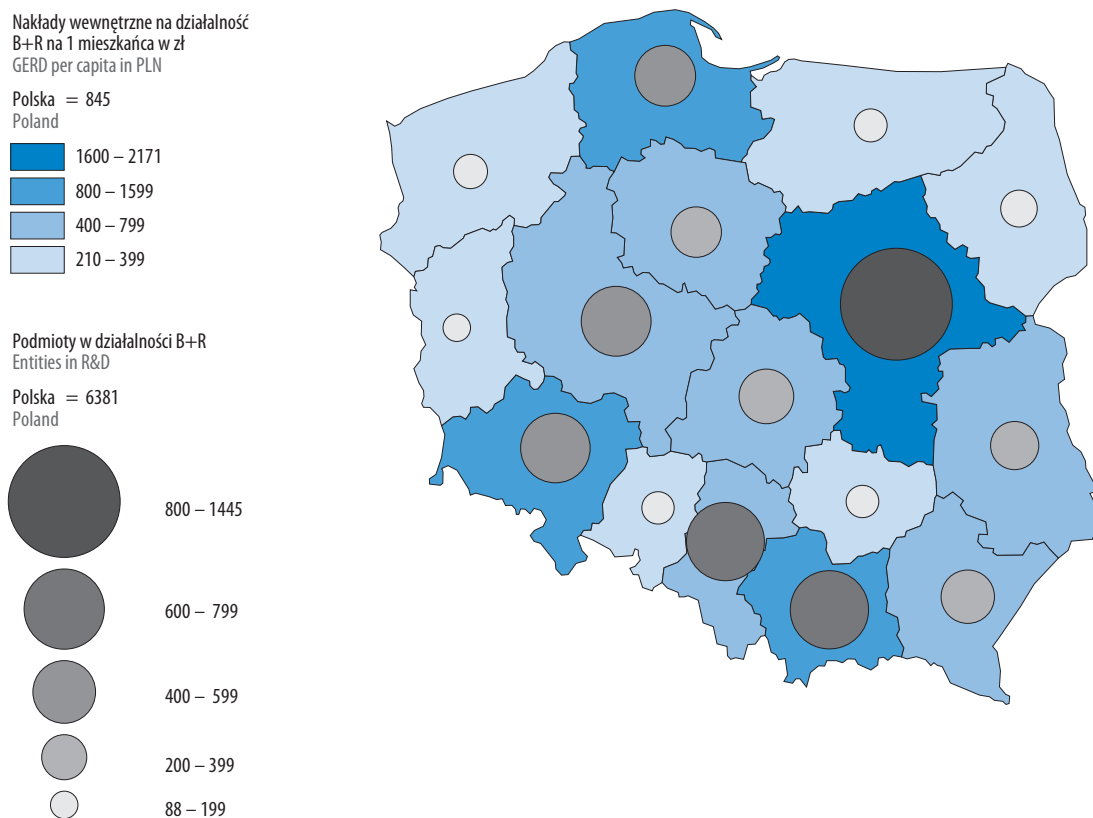 Nakłady wewnętrzne na działalność
B+R na 1 mieszkańca w zł
GERD per capita in PLN
Polska = 845
Poland
1600 – 2171
800 – 1599
400 – 799
210 – 399
Podmioty w działalności B+R
Entities in R&D
Polska = 6381
Poland
800 – 1445
600 – 799
400 – 599
200 – 399
88 – 199